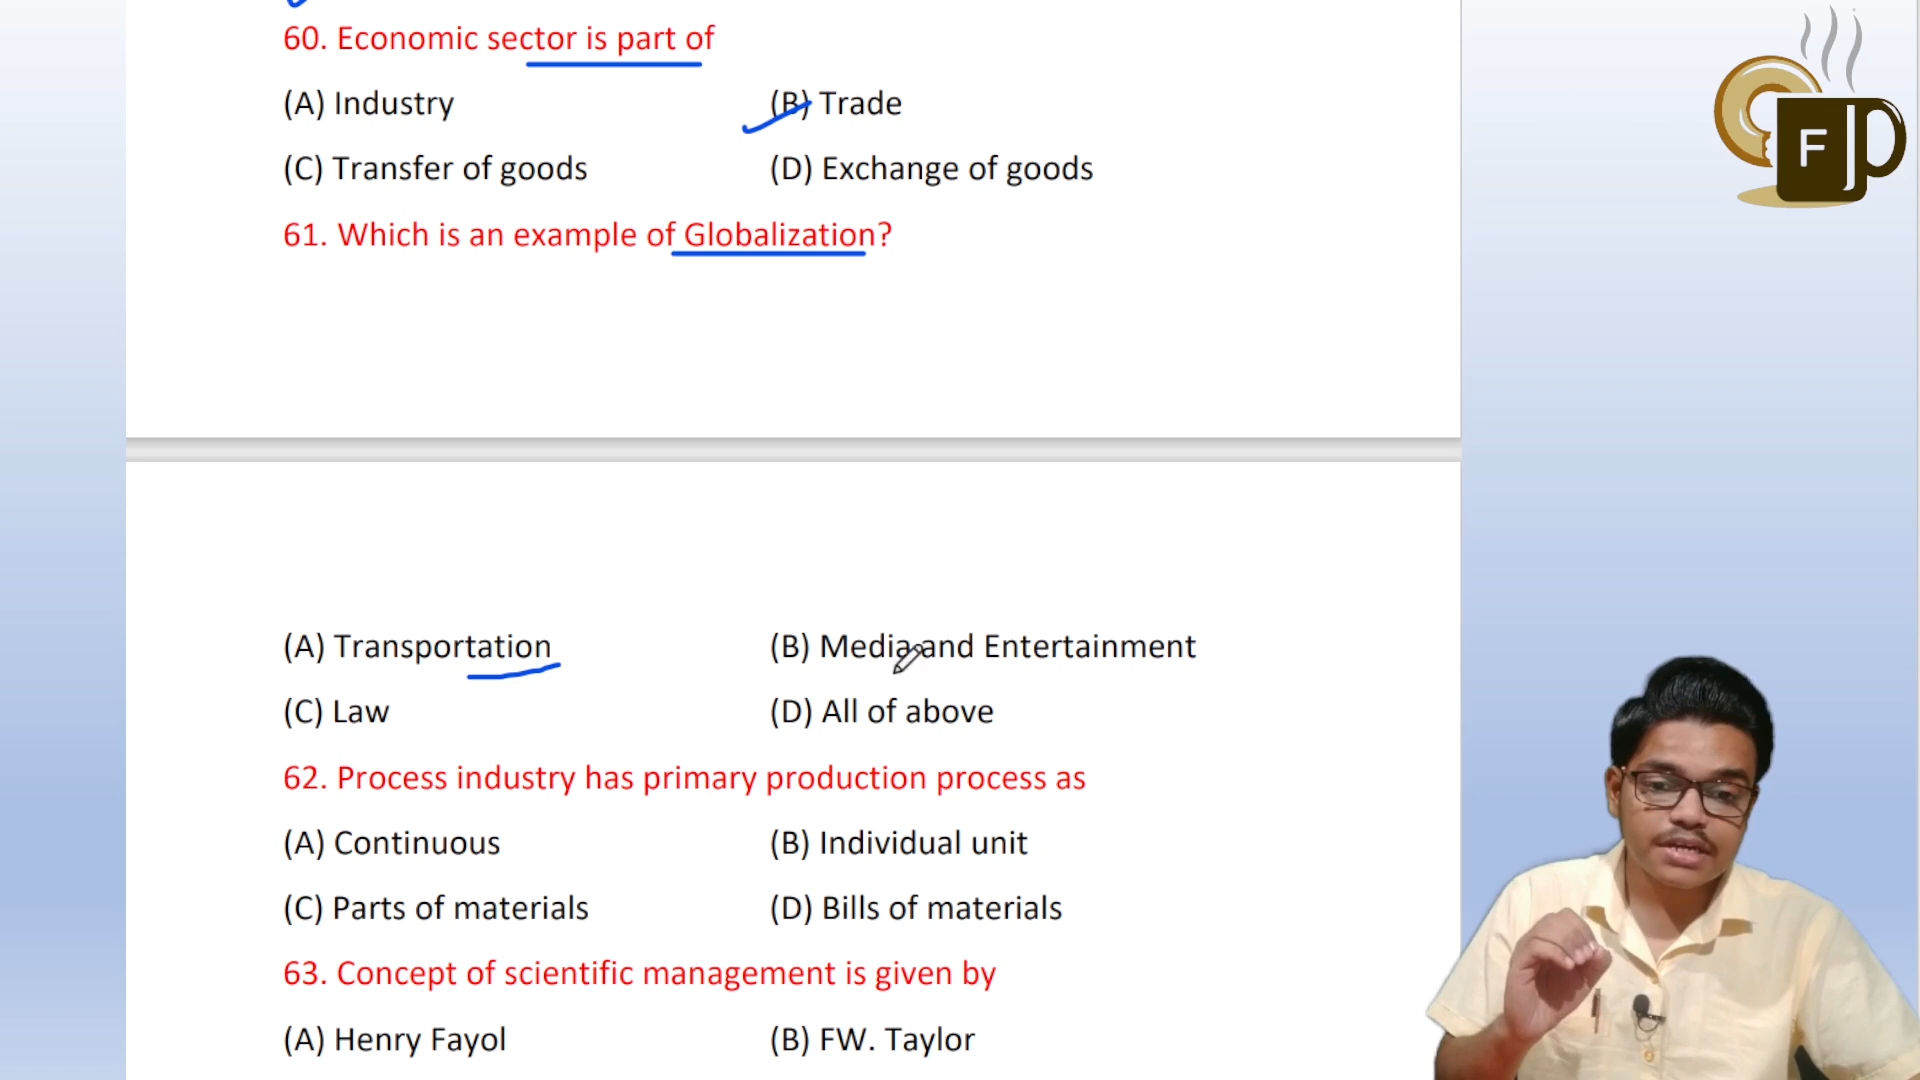 60. Economic sector is part of
(A) Industry (B) Trade
(C) Transfer of goods (D) Exchange of goods
61. Which is an example of Globalization?
(A) Transportation (B) Media and Entertainment
(C) Law (D) All of above
62. Process industry has primary production process as
(A) Continuous (B) Individual unit
(C) Parts of materials (D) Bills of materials
63. Concept of scientific management is given by
(A) Henry Fayol (B) FW. Taylor
FJ